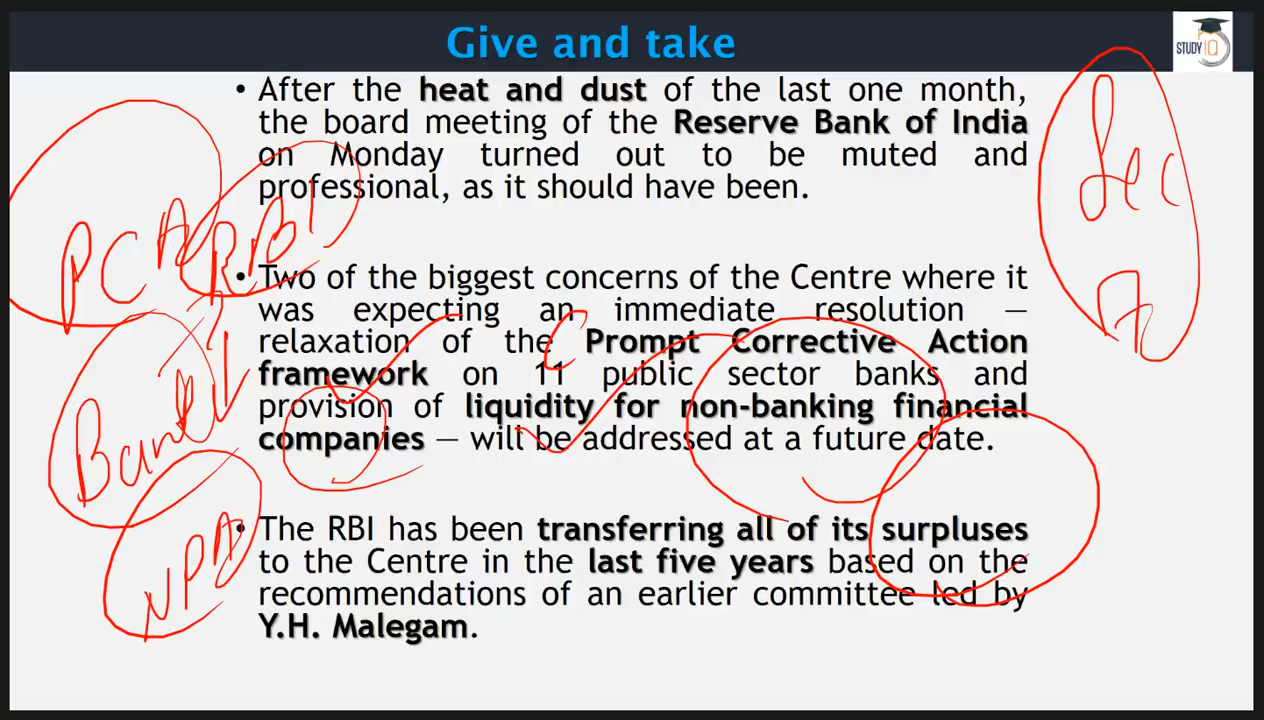 Give and take
STUDY IQ
• After the heat and dust of the last one month,
the board meeting of the Reserve Bank of India
on Monday turned out to be muted and
professional, as it should have been.
• Two of the biggest concerns of the Centre where it
was expecting an immediate resolution —
relaxation of the Prompt Corrective Action
framework on 11 public sector banks and
provision of liquidity for non-banking financial
companies — will be addressed at a future date.
• The RBI has been transferring all of its surpluses
to the Centre in the last five years based on the
recommendations of an earlier committee led by
Y.H. Malegam.
PCA
RBI
Bank
NPA
Sec
7
C